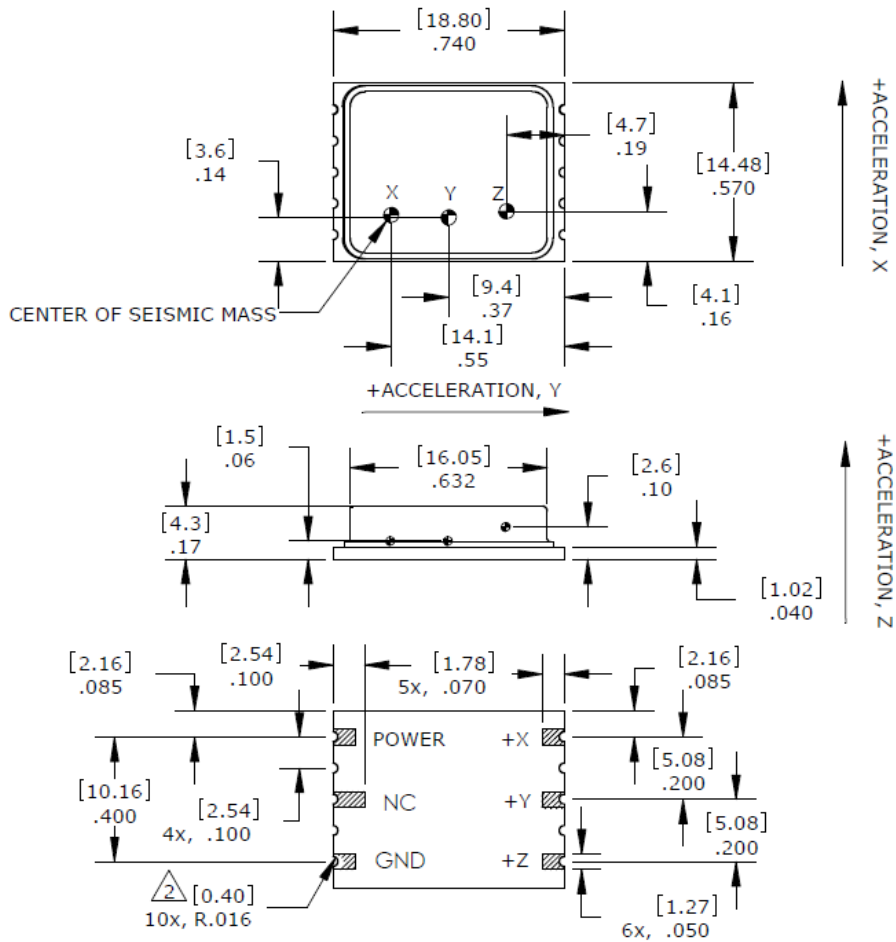 [18.80]
.740
+ACCELERATION, X
[3.6]
.14
[4.7]
.19
[14.48]
.570
X
Y
Z
CENTER OF SEISMIC MASS
[9.4]
.37
[4.1]
.16
[14.1]
.55
+ACCELERATION, Y
+ACCELERATION, Z
[1.5]
.06
[16.05]
.632
[2.6]
.10
[4.3]
.17
[1.02]
.040
[2.16]
.085
[2.54]
.100
[1.78]
5x, .070
[2.16]
.085
POWER
+X
[10.16]
.400
[2.54]
4x, .100
NC
+Y
[5.08]
.200
[5.08]
.200
GND
+Z
2 [0.40]
10x, R.016
[1.27]
6x, .050